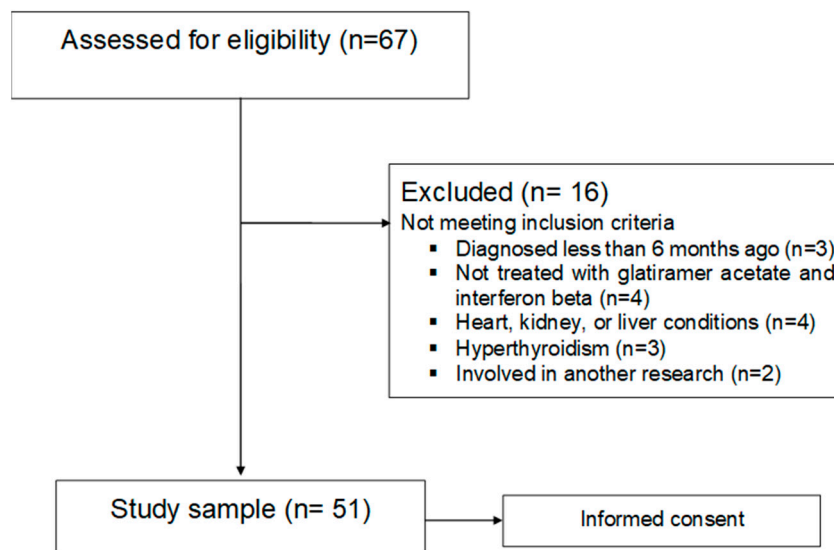 Assessed for eligibility (n=67)
Excluded (n= 16)
Not meeting inclusion criteria
▪ Diagnosed less than 6 months ago (n=3)
▪ Not treated with glatiramer acetate and
interferon beta (n=4)
▪ Heart, kidney, or liver conditions (n=4)
▪ Hyperthyroidism (n=3)
▪ Involved in another research (n=2)
Study sample (n= 51)
Informed consent